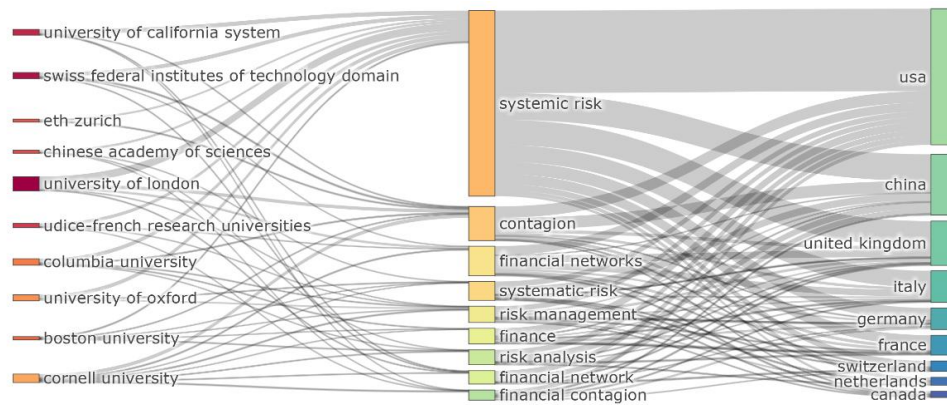 university of california system
swiss federal institutes of technology domain
eth zurich
chinese academy of sciences
university of london
udice-french research universities
columbia university
university of oxford
boston university
cornell university
systemic risk
contagion
financial networks
systematic risk
risk management
finance
risk analysis
financial network
financial contagion
usa
china
united kingdom
italy
germany
france
switzerland
netherlands
canada